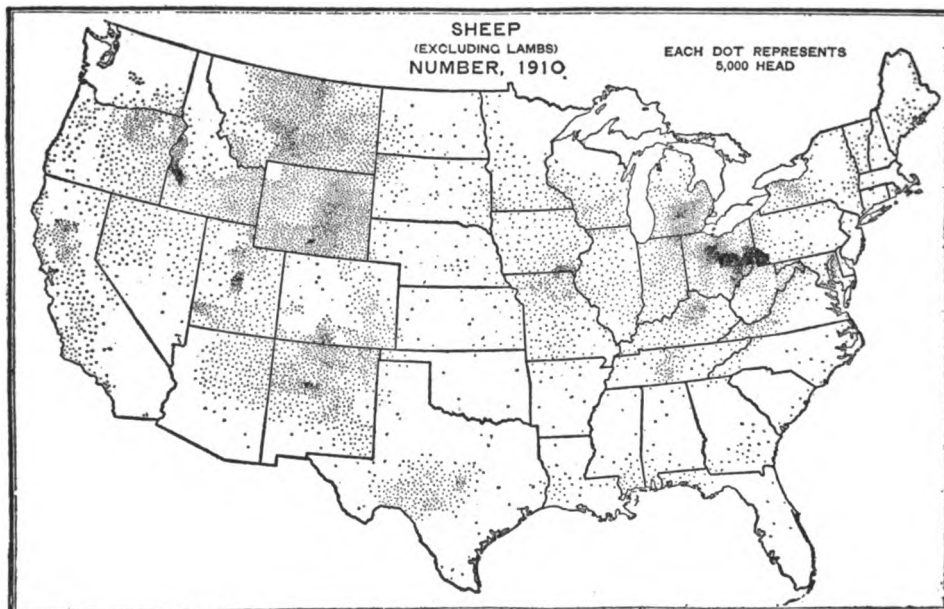 SHEEP
(EXCLUDING LAMBS)
NUMBER, 1910.
EACH DOT REPRESENTS
5,000 HEAD